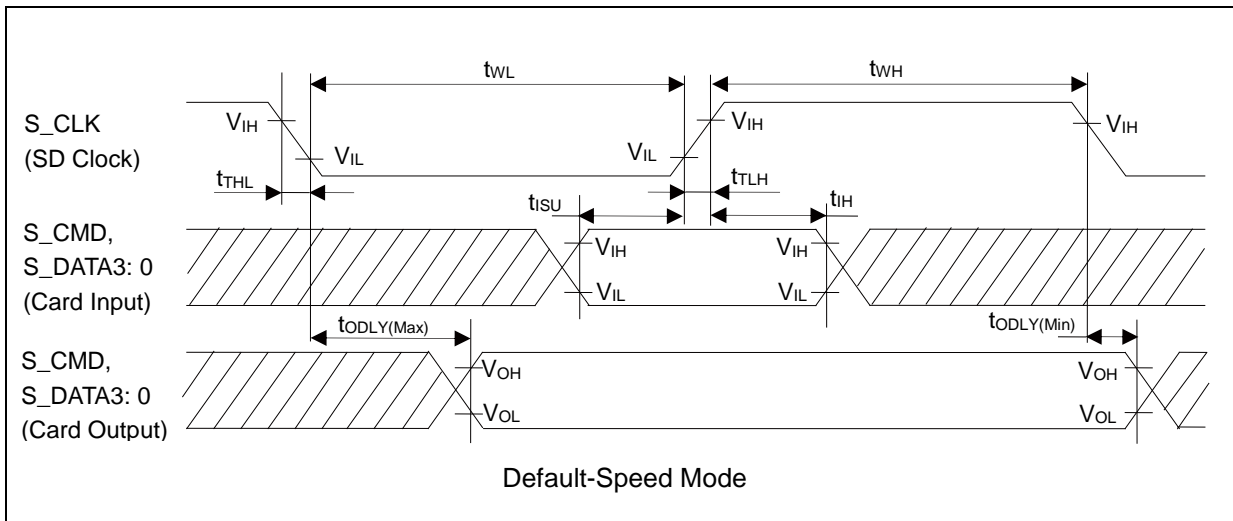 tWL
tWH
S_CLK
(SD Clock)
VIH
VIL
VIL
VIH
VIH
tTHL
tTLH
tISU
tIH
S_CMD,
S_DATA3: 0
(Card Input)
VIH
VIL
VIH
VIL
tODLY(Max)
tODLY(Min)
S_CMD,
S_DATA3: 0
(Card Output)
VOH
VOL
VOH
VOL
Default-Speed Mode